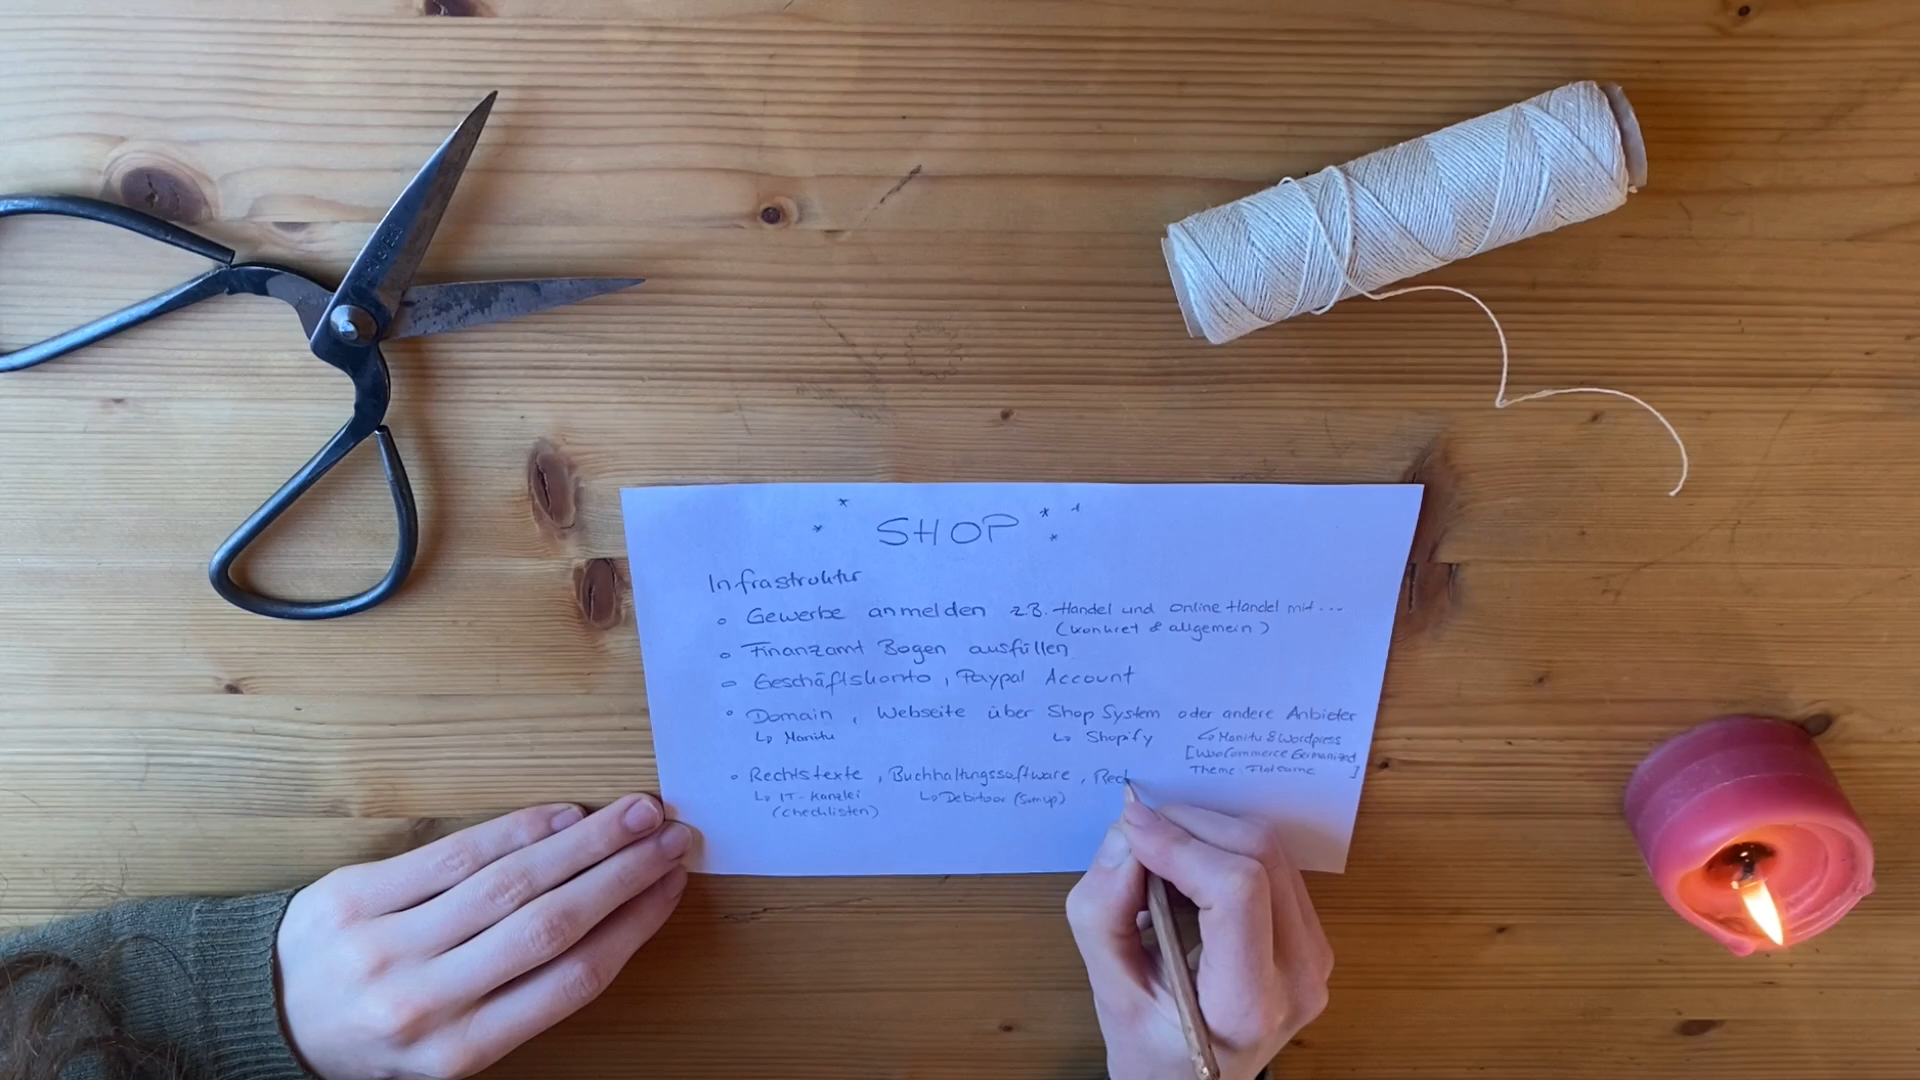 SHOP
Infrastruktur
Gewerbe anmelden z.B. Handel und online Handel mit...
(konkret & allgemein)
Finanzamt Bogen ausfüllen
Geschäftskonto, Paypal Account
Domain, Webseite über Shop System oder andere Anbieter
↳ Manitu ↳ Shopify ↳ Manitu & Wordpress
[WooCommerce Germanized
Theme: Flatsome ]
Rechtstexte, Buchhaltungssoftware, Rect
↳ IT-Kanzlei ↳ Debitoor (Sumup)
(Checklisten)